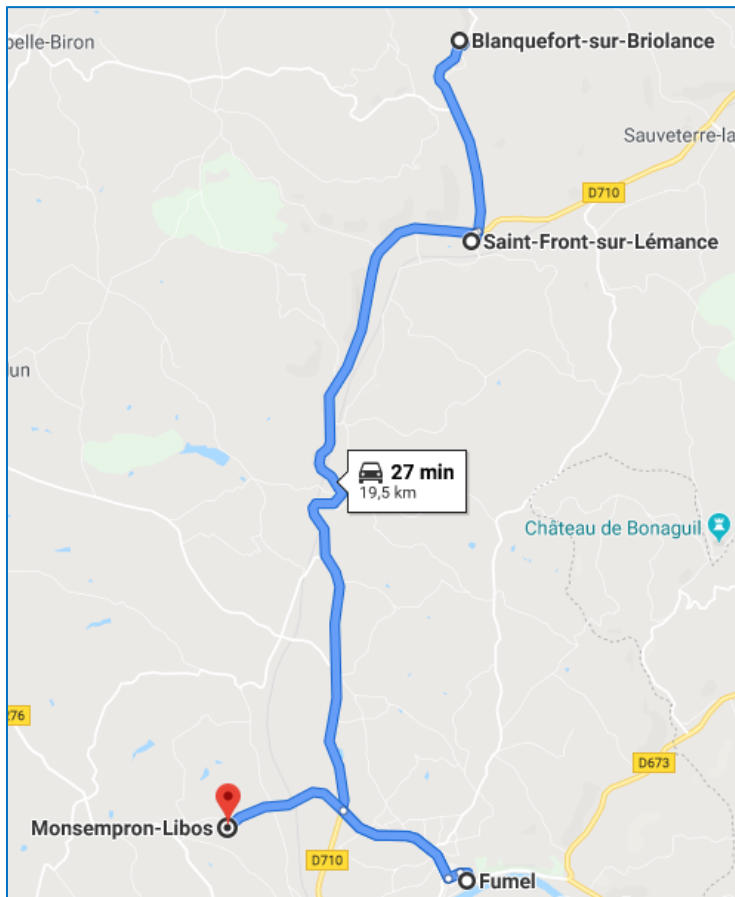 Blanquefort-sur-Briolance
pelle-Biron
Sauveterre-la
D710
Saint-Front-sur-Lémance
un
27 min
19,5 km
Château de Bonaguil
276
D673
Monsempron-Libos
D710
Fumel